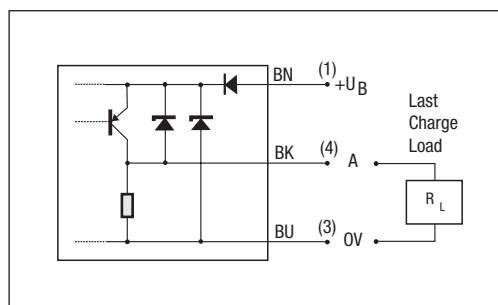 BN (1) +UB
Last
Charge
Load
BK (4) A
RL
BU (3) 0V